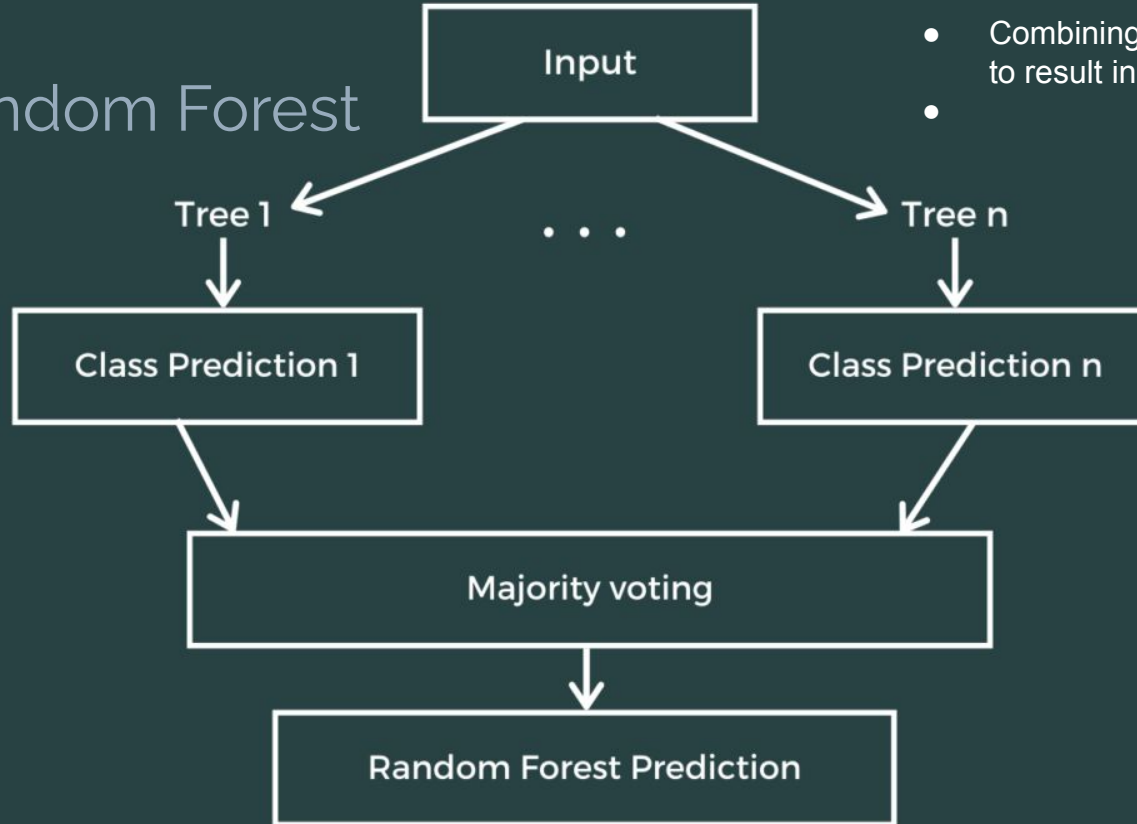 Input
● Combining
to result in
●
ndom Forest
Tree 1
. . .
Tree n
Class Prediction 1
Class Prediction n
Majority voting
Random Forest Prediction